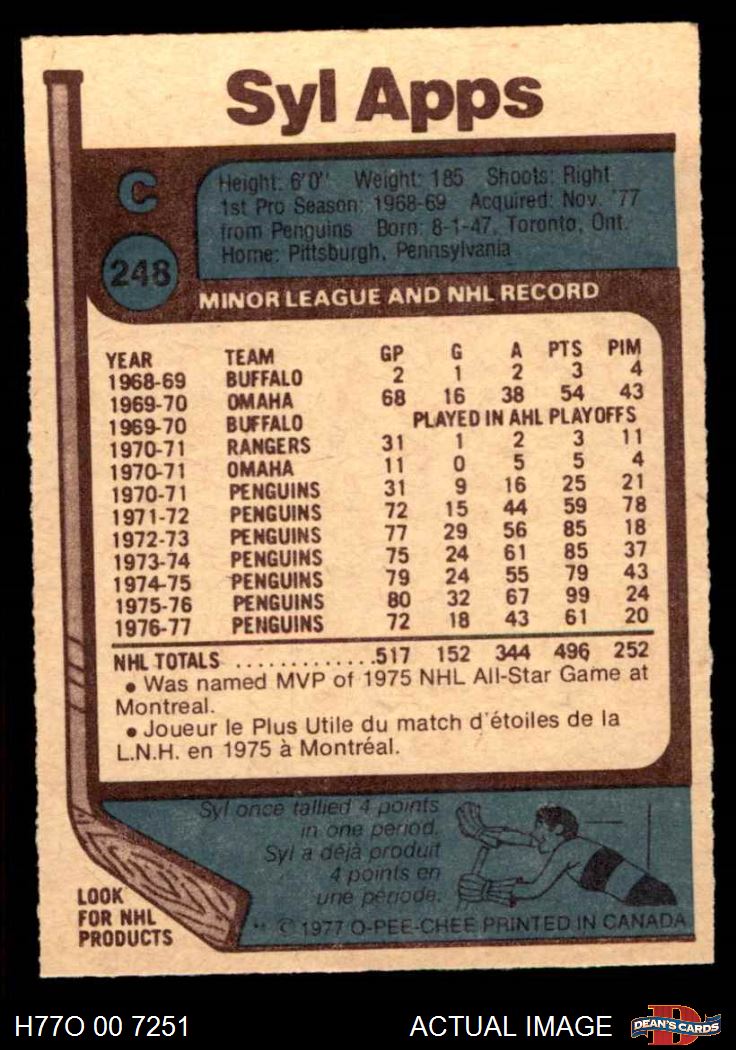 Syl Apps
C
248
Height: 6'0" Weight: 185 Shoots: Right
1st Pro Season: 1968-69 Acquired: Nov. '77
from Penguins Born: 8-1-47, Toronto, Ont.
Home: Pittsburgh, Pennsylvania
MINOR LEAGUE AND NHL RECORD
YEAR TEAM GP G A PTS PIM
1968-69 BUFFALO 2 1 2 3 4
1969-70 OMAHA 68 16 38 54 43
1969-70 BUFFALO PLAYED IN AHL PLAYOFFS
1970-71 RANGERS 31 1 2 3 11
1970-71 OMAHA 11 0 5 5 4
1970-71 PENGUINS 31 9 16 25 21
1971-72 PENGUINS 72 15 44 59 78
1972-73 PENGUINS 77 29 56 85 18
1973-74 PENGUINS 75 24 61 85 37
1974-75 PENGUINS 79 24 55 79 43
1975-76 PENGUINS 80 32 67 99 24
1976-77 PENGUINS 72 18 43 61 20
NHL TOTALS .............517 152 344 496 252
• Was named MVP of 1975 NHL All-Star Game at
Montreal.
• Joueur le Plus Utile du match d'étoiles de la
L.N.H. en 1975 à Montréal.
Syl once tallied 4 points
in one period.
Syl a déjà produit
4 points en
une période.
LOOK
FOR NHL
PRODUCTS
** © 1977 O-PEE-CHEE PRINTED IN CANADA
H77O 00 7251 ACTUAL IMAGE DEAN'S CARDS